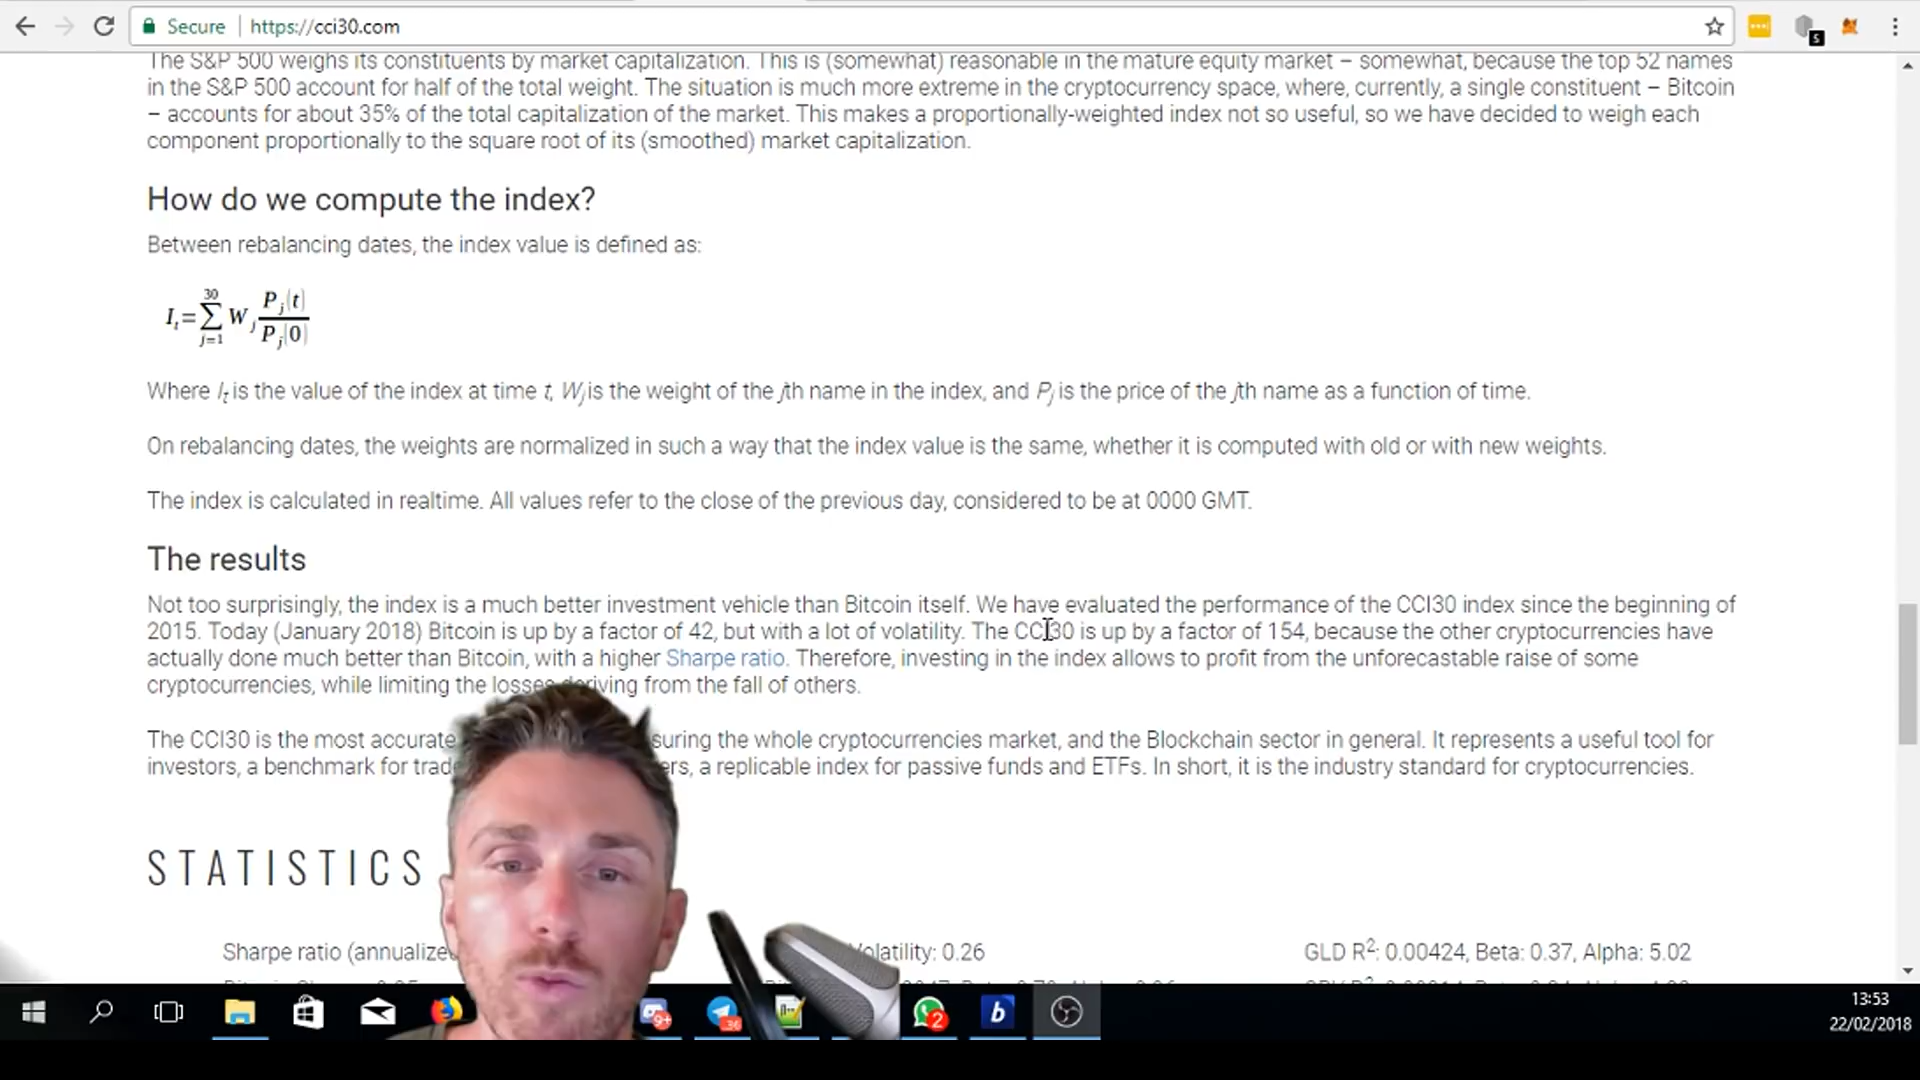 Secure https://cci30.com
The S&P 500 weighs its constituents by market capitalization. This is (somewhat) reasonable in the mature equity market – somewhat, because the top 52 names
in the S&P 500 account for half of the total weight. The situation is much more extreme in the cryptocurrency space, where, currently, a single constituent – Bitcoin
– accounts for about 35% of the total capitalization of the market. This makes a proportionally-weighted index not so useful, so we have decided to weigh each
component proportionally to the square root of its (smoothed) market capitalization.
How do we compute the index?
Between rebalancing dates, the index value is defined as:
I_t = \sum_{j=1}^{30} W_j \frac{P_j(t)}{P_j(0)}
Where I_t is the value of the index at time t, W_j is the weight of the jth name in the index, and P_j is the price of the jth name as a function of time.
On rebalancing dates, the weights are normalized in such a way that the index value is the same, whether it is computed with old or with new weights.
The index is calculated in realtime. All values refer to the close of the previous day, considered to be at 0000 GMT.
The results
Not too surprisingly, the index is a much better investment vehicle than Bitcoin itself. We have evaluated the performance of the CCI30 index since the beginning of
2015. Today (January 2018) Bitcoin is up by a factor of 42, but with a lot of volatility. The CCI30 is up by a factor of 154, because the other cryptocurrencies have
actually done much better than Bitcoin, with a higher Sharpe ratio. Therefore, investing in the index allows to profit from the unforecastable raise of some
cryptocurrencies, while limiting the losses deriving from the fall of others.
The CCI30 is the most accurate suring the whole cryptocurrencies market, and the Blockchain sector in general. It represents a useful tool for
investors, a benchmark for trad rs, a replicable index for passive funds and ETFs. In short, it is the industry standard for cryptocurrencies.
STATISTICS
Sharpe ratio (annualize latility: 0.26 GLD R²: 0.00424, Beta: 0.37, Alpha: 5.02
13:53
22/02/2018